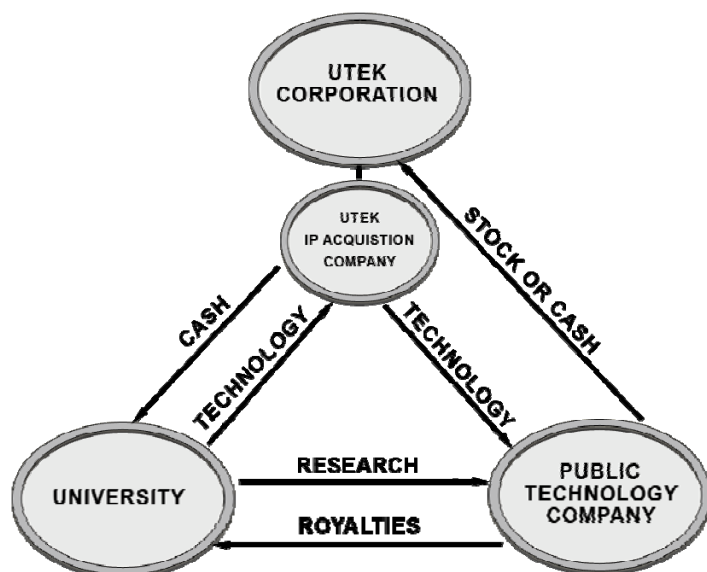 UTEK
CORPORATION
UTEK
IP ACQUISTION
COMPANY
STOCK OR CASH
CASH
TECHNOLOGY
TECHNOLOGY
UNIVERSITY
RESEARCH
ROYALTIES
PUBLIC
TECHNOLOGY
COMPANY